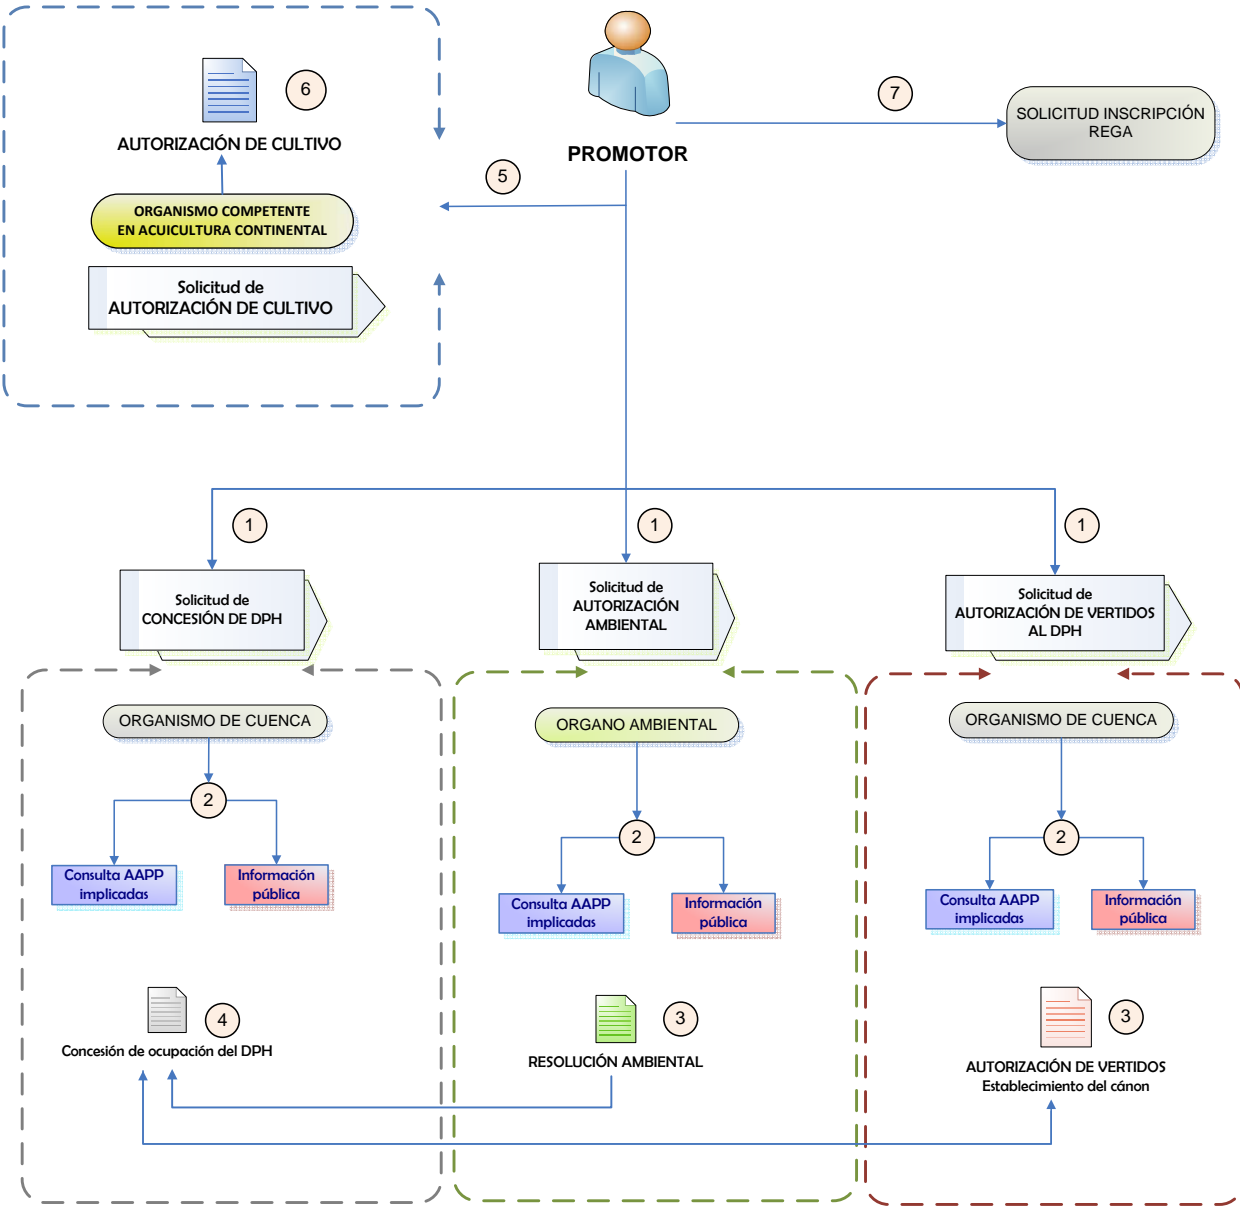 6
AUTORIZACIÓN DE CULTIVO
ORGANISMO COMPETENTE
EN ACUICULTURA CONTINENTAL
Solicitud de
AUTORIZACIÓN DE CULTIVO
PROMOTOR
7
SOLICITUD INSCRIPCIÓN
REGA
5
1
1
1
Solicitud de
CONCESIÓN DE DPH
Solicitud de
AUTORIZACIÓN
AMBIENTAL
Solicitud de
AUTORIZACIÓN DE VERTIDOS
AL DPH
ORGANISMO DE CUENCA
2
Consulta AAPP
implicadas
Información
pública
4
Concesión de ocupación del DPH
ORGANO AMBIENTAL
2
Consulta AAPP
implicadas
Información
pública
3
RESOLUCIÓN AMBIENTAL
ORGANISMO DE CUENCA
2
Consulta AAPP
implicadas
Información
pública
3
AUTORIZACIÓN DE VERTIDOS
Establecimiento del cánon